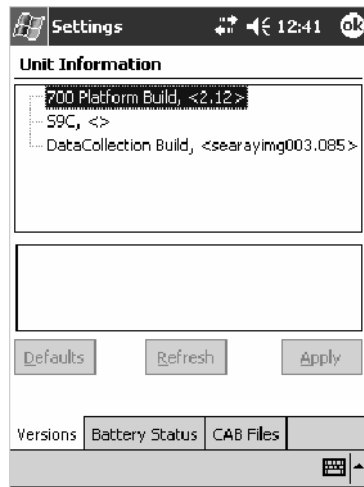 Settings 12:41 ok
Unit Information
700 Platform Build, <2.12>
S9C, <>
DataCollection Build, <searayimg003.085>
Defaults Refresh Apply
Versions Battery Status CAB Files